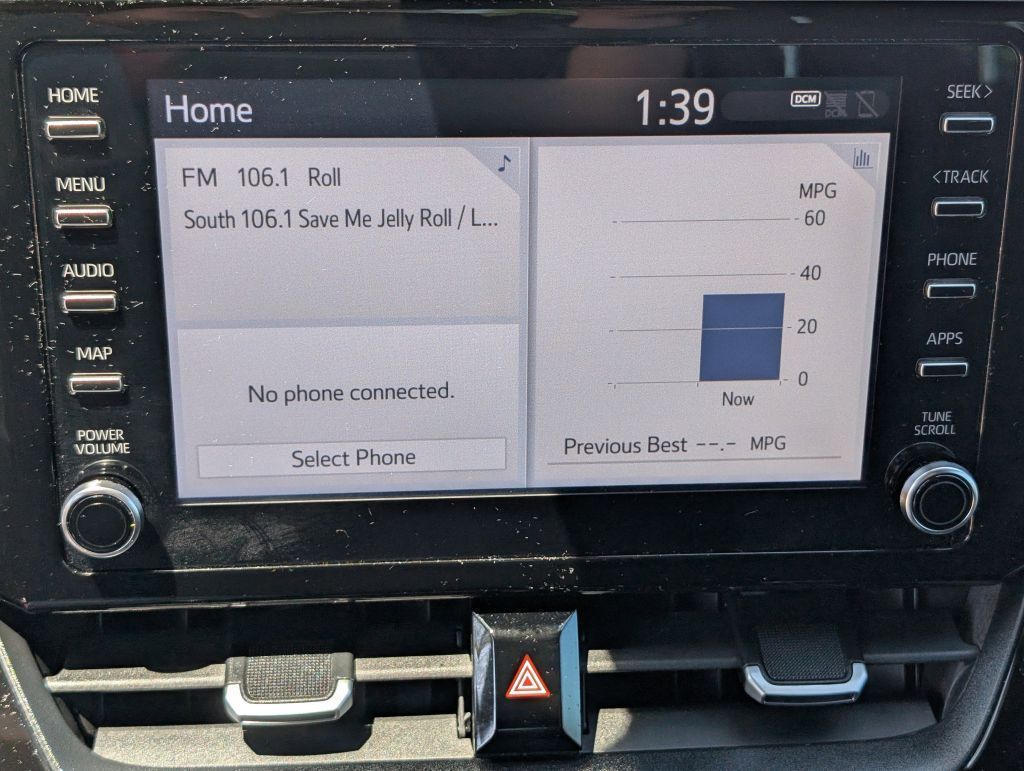 HOME
MENU
AUDIO
MAP
POWER
VOLUME
Home
1:39
DCM
DCM
FM 106.1 Roll
South 106.1 Save Me Jelly Roll / L...
No phone connected.
Select Phone
MPG
60
40
20
0
Now
Previous Best --.- MPG
SEEK >
< TRACK
PHONE
APPS
TUNE
SCROLL